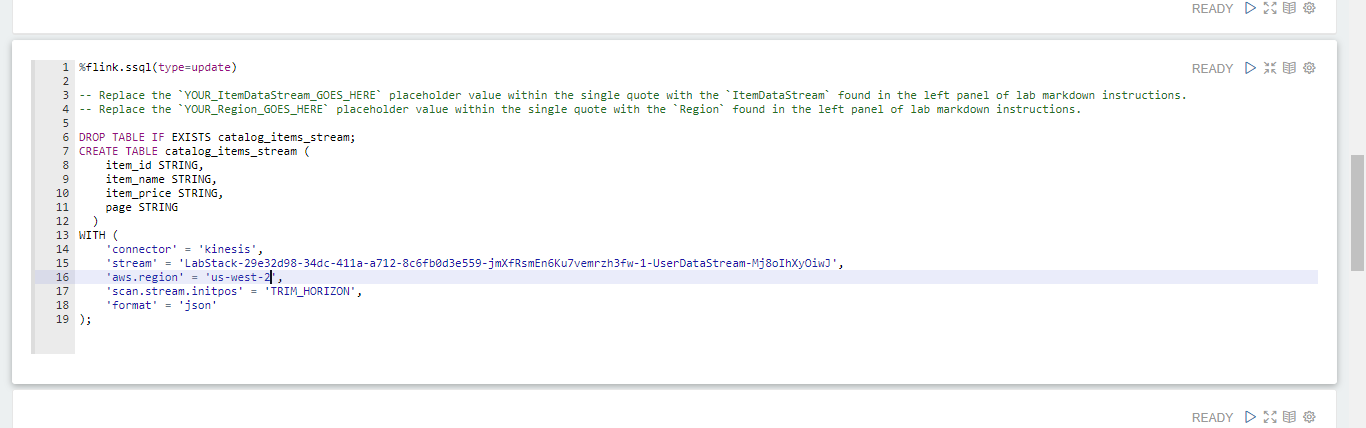 READY
READY
1 %flink.ssql(type=update)
2
3 -- Replace the `YOUR_ItemDataStream_GOES_HERE` placeholder value within the single quote with the `ItemDataStream` found in the left panel of lab markdown instructions.
4 -- Replace the `YOUR_Region_GOES_HERE` placeholder value within the single quote with the `Region` found in the left panel of lab markdown instructions.
5
6 DROP TABLE IF EXISTS catalog_items_stream;
7 CREATE TABLE catalog_items_stream (
8     item_id STRING,
9     item_name STRING,
10     item_price STRING,
11     page STRING
12   )
13 WITH (
14     'connector' = 'kinesis',
15     'stream' = 'LabStack-29e32d98-34dc-411a-a712-8c6fb0d3e559-jmXfRsmEn6Ku7vemrzh3fw-1-UserDataStream-Mj8oIhXyOiwJ',
16     'aws.region' = 'us-west-2',
17     'scan.stream.initpos' = 'TRIM_HORIZON',
18     'format' = 'json'
19 );
READY